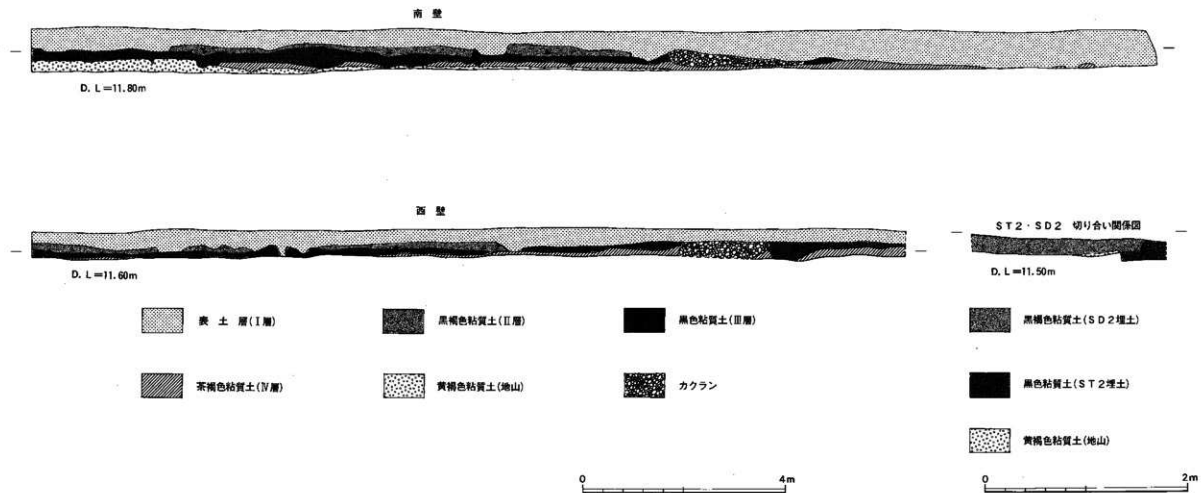 南 壁
D. L =11.80m
西 壁
D. L =11.60m
ST2・SD2 切り合い関係図
D. L =11.50m
表 土 層(Ⅰ層)
黒褐色粘質土(Ⅱ層)
黒色粘質土(Ⅲ層)
茶褐色粘質土(Ⅳ層)
黄褐色粘質土(地山)
カクラン
黒褐色粘質土(SD2埋土)
黒色粘質土(ST2埋土)
黄褐色粘質土(地山)
0 4m
0 2m